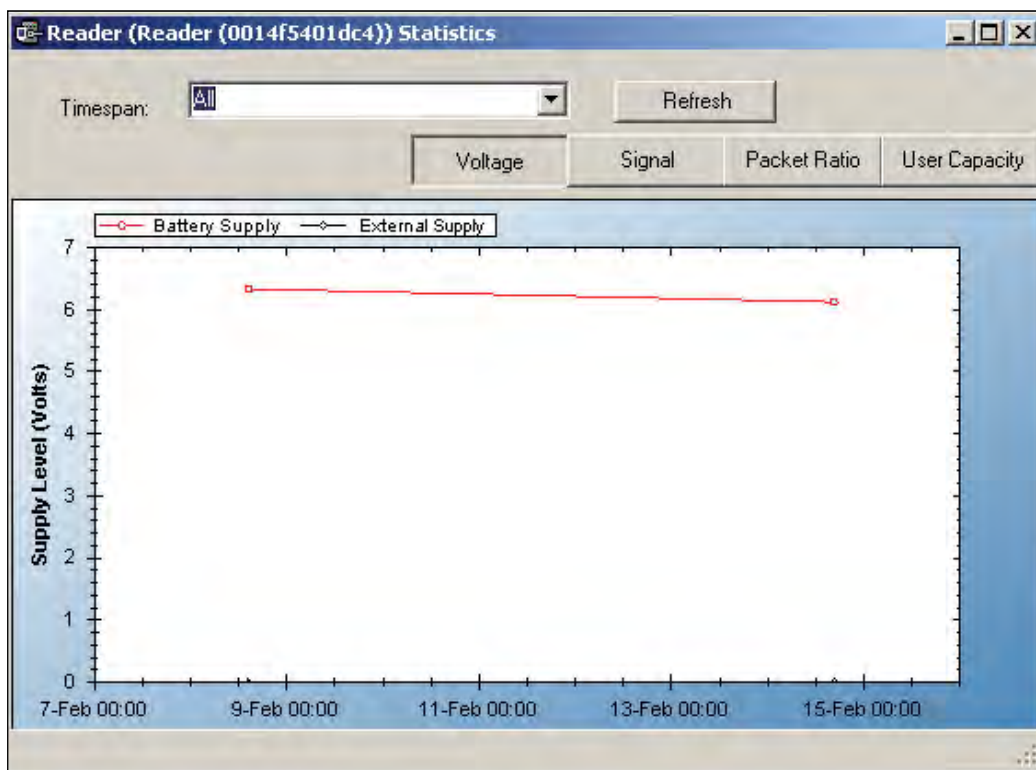 Reader (Reader (0014f5401dc4)) Statistics
Timespan:
All
Refresh
Voltage
Signal
Packet Ratio
User Capacity
Battery Supply
External Supply
7
6
5
4
3
2
1
0
Supply Level (Volts)
7-Feb 00:00
9-Feb 00:00
11-Feb 00:00
13-Feb 00:00
15-Feb 00:00